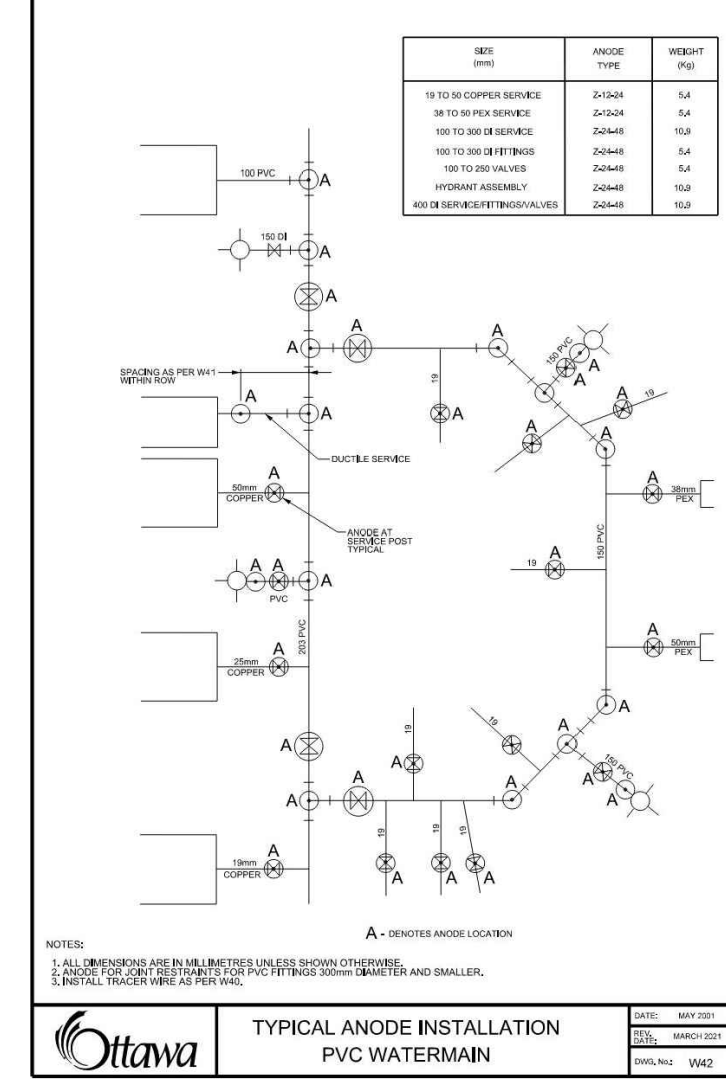 SIZE
(mm)
ANODE
TYPE
WEIGHT
(Kg)
19 TO 50 COPPER SERVICE Z-12-24 5.4
38 TO 50 PEX SERVICE Z-12-24 5.4
100 TO 300 DI SERVICE Z-24-48 10.9
100 TO 300 DI FITTINGS Z-24-48 5.4
100 TO 250 VALVES Z-24-48 5.4
HYDRANT ASSEMBLY Z-24-48 10.9
400 DI SERVICE/FITTINGS/VALVES Z-24-48 10.9
100 PVC
A
150 DI
A
A
A
A
A
A
150 PVC
A
A
SPACING AS PER W41
WITHIN ROW
A
A
19
A
A
19
A
A
DUCTILE SERVICE
50mm
COPPER
A
A
38mm
PEX
ANODE AT
SERVICE POST
TYPICAL
150 PVC
19
A
A
A
A
PVC
203 PVC
25mm
COPPER
A
A
50mm
PEX
A
19
A
A
19
A
A
150 PVC
A
A
A
A
A
19
19
19
19mm
COPPER
A
A
A
A
A - DENOTES ANODE LOCATION
NOTES:
1. ALL DIMENSIONS ARE IN MILLIMETRES UNLESS SHOWN OTHERWISE.
2. ANODE FOR JOINT RESTRAINTS FOR PVC FITTINGS 300mm DIAMETER AND SMALLER.
3. INSTALL TRACER WIRE AS PER W40.
Ottawa
TYPICAL ANODE INSTALLATION
PVC WATERMAIN
DATE: MAY 2001
REV. DATE: MARCH 2021
DWG. No.: W42